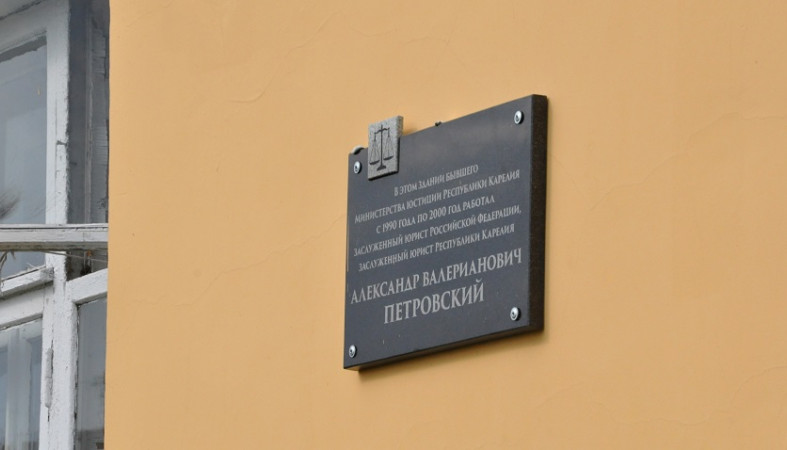 В ЭТОМ ЗДАНИИ БЫВШЕГО
МИНИСТЕРСТВА ЮСТИЦИИ РЕСПУБЛИКИ КАРЕЛИЯ
С 1990 ГОДА ПО 2000 ГОД РАБОТАЛ
ЗАСЛУЖЕННЫЙ ЮРИСТ РОССИЙСКОЙ ФЕДЕРАЦИИ,
ЗАСЛУЖЕННЫЙ ЮРИСТ РЕСПУБЛИКИ КАРЕЛИЯ
АЛЕКСАНДР ВАЛЕРИАНОВИЧ
ПЕТРОВСКИЙ